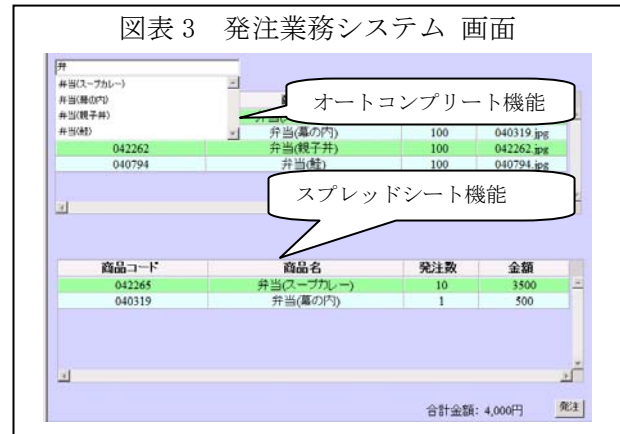 図表3 発注業務システム 画面
弁
弁当(スープカレー)
弁当(幕の内)
弁当(親子丼)
弁当(鮭)
オートコンプリート機能
弁当(幕の内) 100 040319.jpg
042262 弁当(親子丼) 100 042262.jpg
040794 弁当(鮭) 100 040794.jpg
スプレッドシート機能
商品コード 商品名 発注数 金額
042265 弁当(スープカレー) 10 3500
040319 弁当(幕の内) 1 500
合計金額: 4,000円 発注